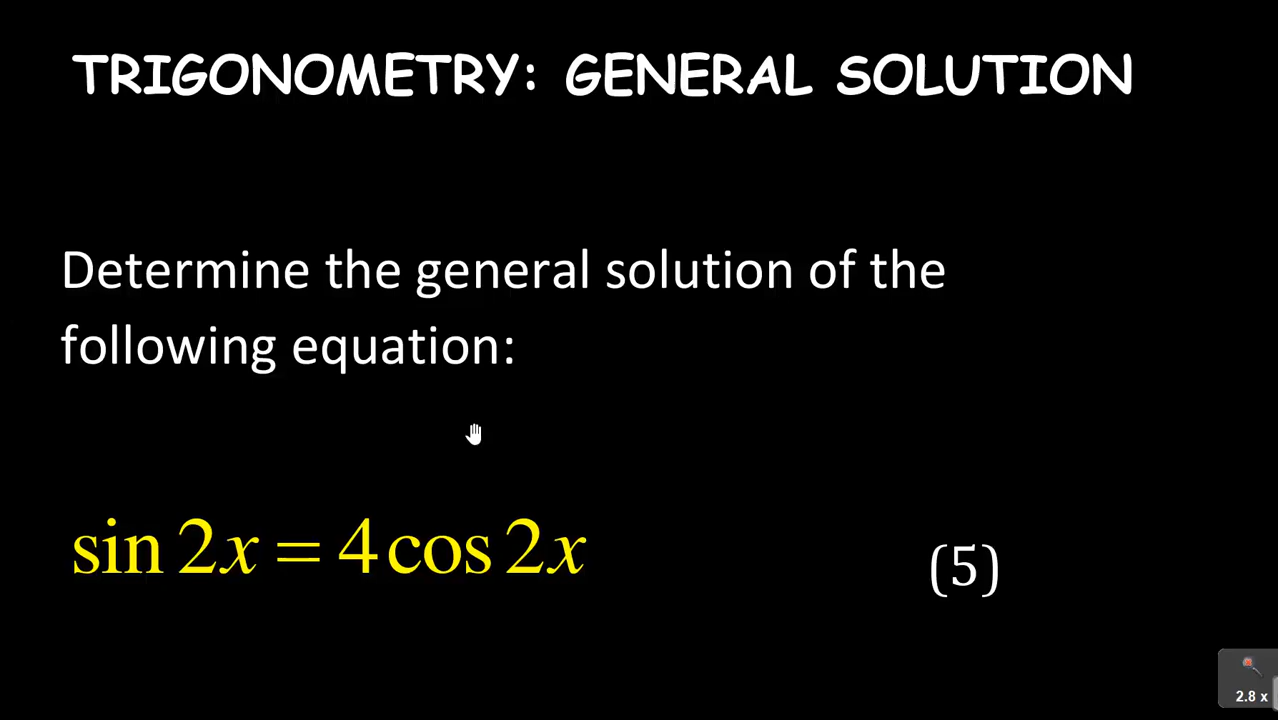 TRIGONOMETRY: GENERAL SOLUTION
Determine the general solution of the
following equation:
sin 2x = 4 cos 2x
(5)
2.8 x